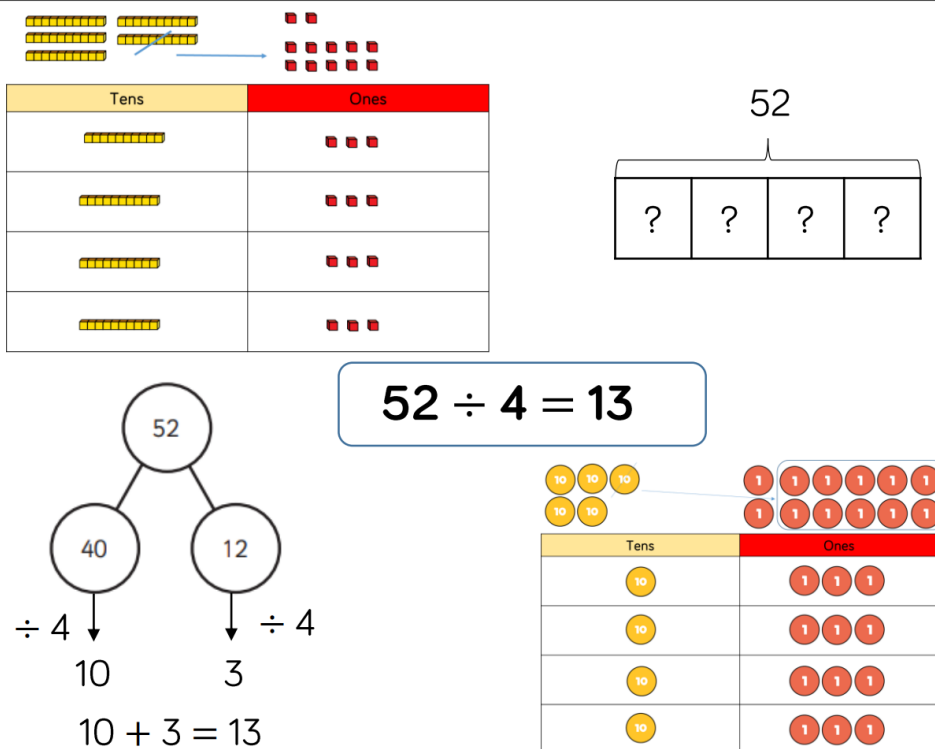 Tens Ones
52
? ? ? ?
52 ÷ 4 = 13
52
40 12
÷ 4 ÷ 4
10 3
10 + 3 = 13
10 10 10 1 1 1 1 1 1
10 10 1 1 1 1 1 1
Tens Ones
10 1 1 1
10 1 1 1
10 1 1 1
10 1 1 1